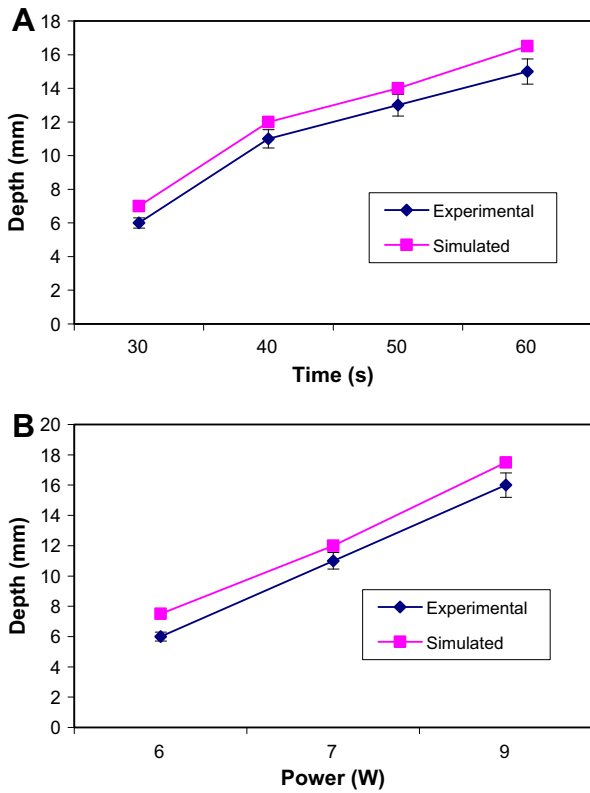 A
18
16
14
12
10
8
6
4
2
0
Depth (mm)
Experimental
Simulated
30 40 50 60
Time (s)
B
20
18
16
14
12
10
8
6
4
2
0
Depth (mm)
Experimental
Simulated
6 7 9
Power (W)